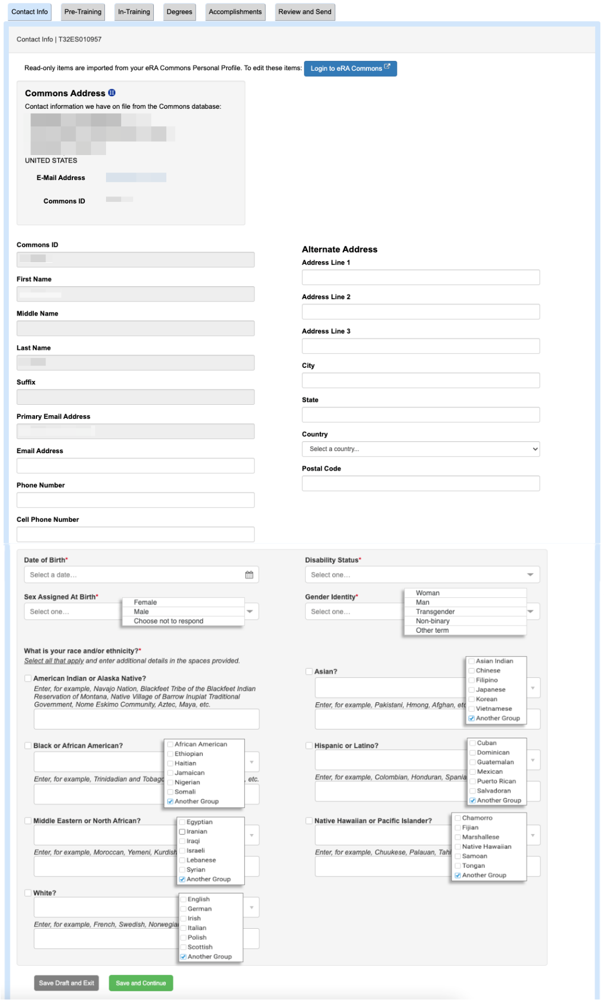 Contact Info
Pre-Training
In-Training
Degrees
Accomplishments
Review and Send
Contact Info | T32ES010957
Read-only items are imported from your eRA Commons Personal Profile. To edit these items:
Login to eRA Commons
Commons Address
Contact information we have on file from the Commons database:
UNITED STATES
E-Mail Address
Commons ID
Commons ID
First Name
Middle Name
Last Name
Suffix
Primary Email Address
Email Address
Phone Number
Cell Phone Number
Alternate Address
Address Line 1
Address Line 2
Address Line 3
City
State
Country
Select a country...
Postal Code
Date of Birth*
Select a date...
Disability Status*
Select one...
Sex Assigned At Birth*
Select one...
Female
Male
Choose not to respond
Gender Identity*
Select one...
Woman
Man
Transgender
Non-binary
Other term
What is your race and/or ethnicity?*
Select all that apply and enter additional details in the spaces provided.
American Indian or Alaska Native?
Enter, for example, Navajo Nation, Blackfeet Tribe of the Blackfeet Indian
Reservation of Montana, Native Village of Barrow Inupiat Traditional
Government, Nome Eskimo Community, Aztec, Maya, etc.
Asian?
Enter, for example, Pakistani, Hmong, Afghan, etc
Asian Indian
Chinese
Filipino
Japanese
Korean
Vietnamese
Another Group
Black or African American?
Enter, for example, Trinidadian and Tobago , etc.
African American
Ethiopian
Haitian
Jamaican
Nigerian
Somali
Another Group
Hispanic or Latino?
Enter, for example, Colombian, Honduran, Spania
Cuban
Dominican
Guatemalan
Mexican
Puerto Rican
Salvadoran
Another Group
Middle Eastern or North African?
Enter, for example, Moroccan, Yemeni, Kurdish
Egyptian
Iranian
Iraqi
Israeli
Lebanese
Syrian
Another Group
Native Hawaiian or Pacific Islander?
Enter, for example, Chuukese, Palauan, Tahi
Chamorro
Fijian
Marshallese
Native Hawaiian
Samoan
Tongan
Another Group
White?
Enter, for example, French, Swedish, Norwegia
English
German
Irish
Italian
Polish
Scottish
Another Group
Save Draft and Exit
Save and Continue